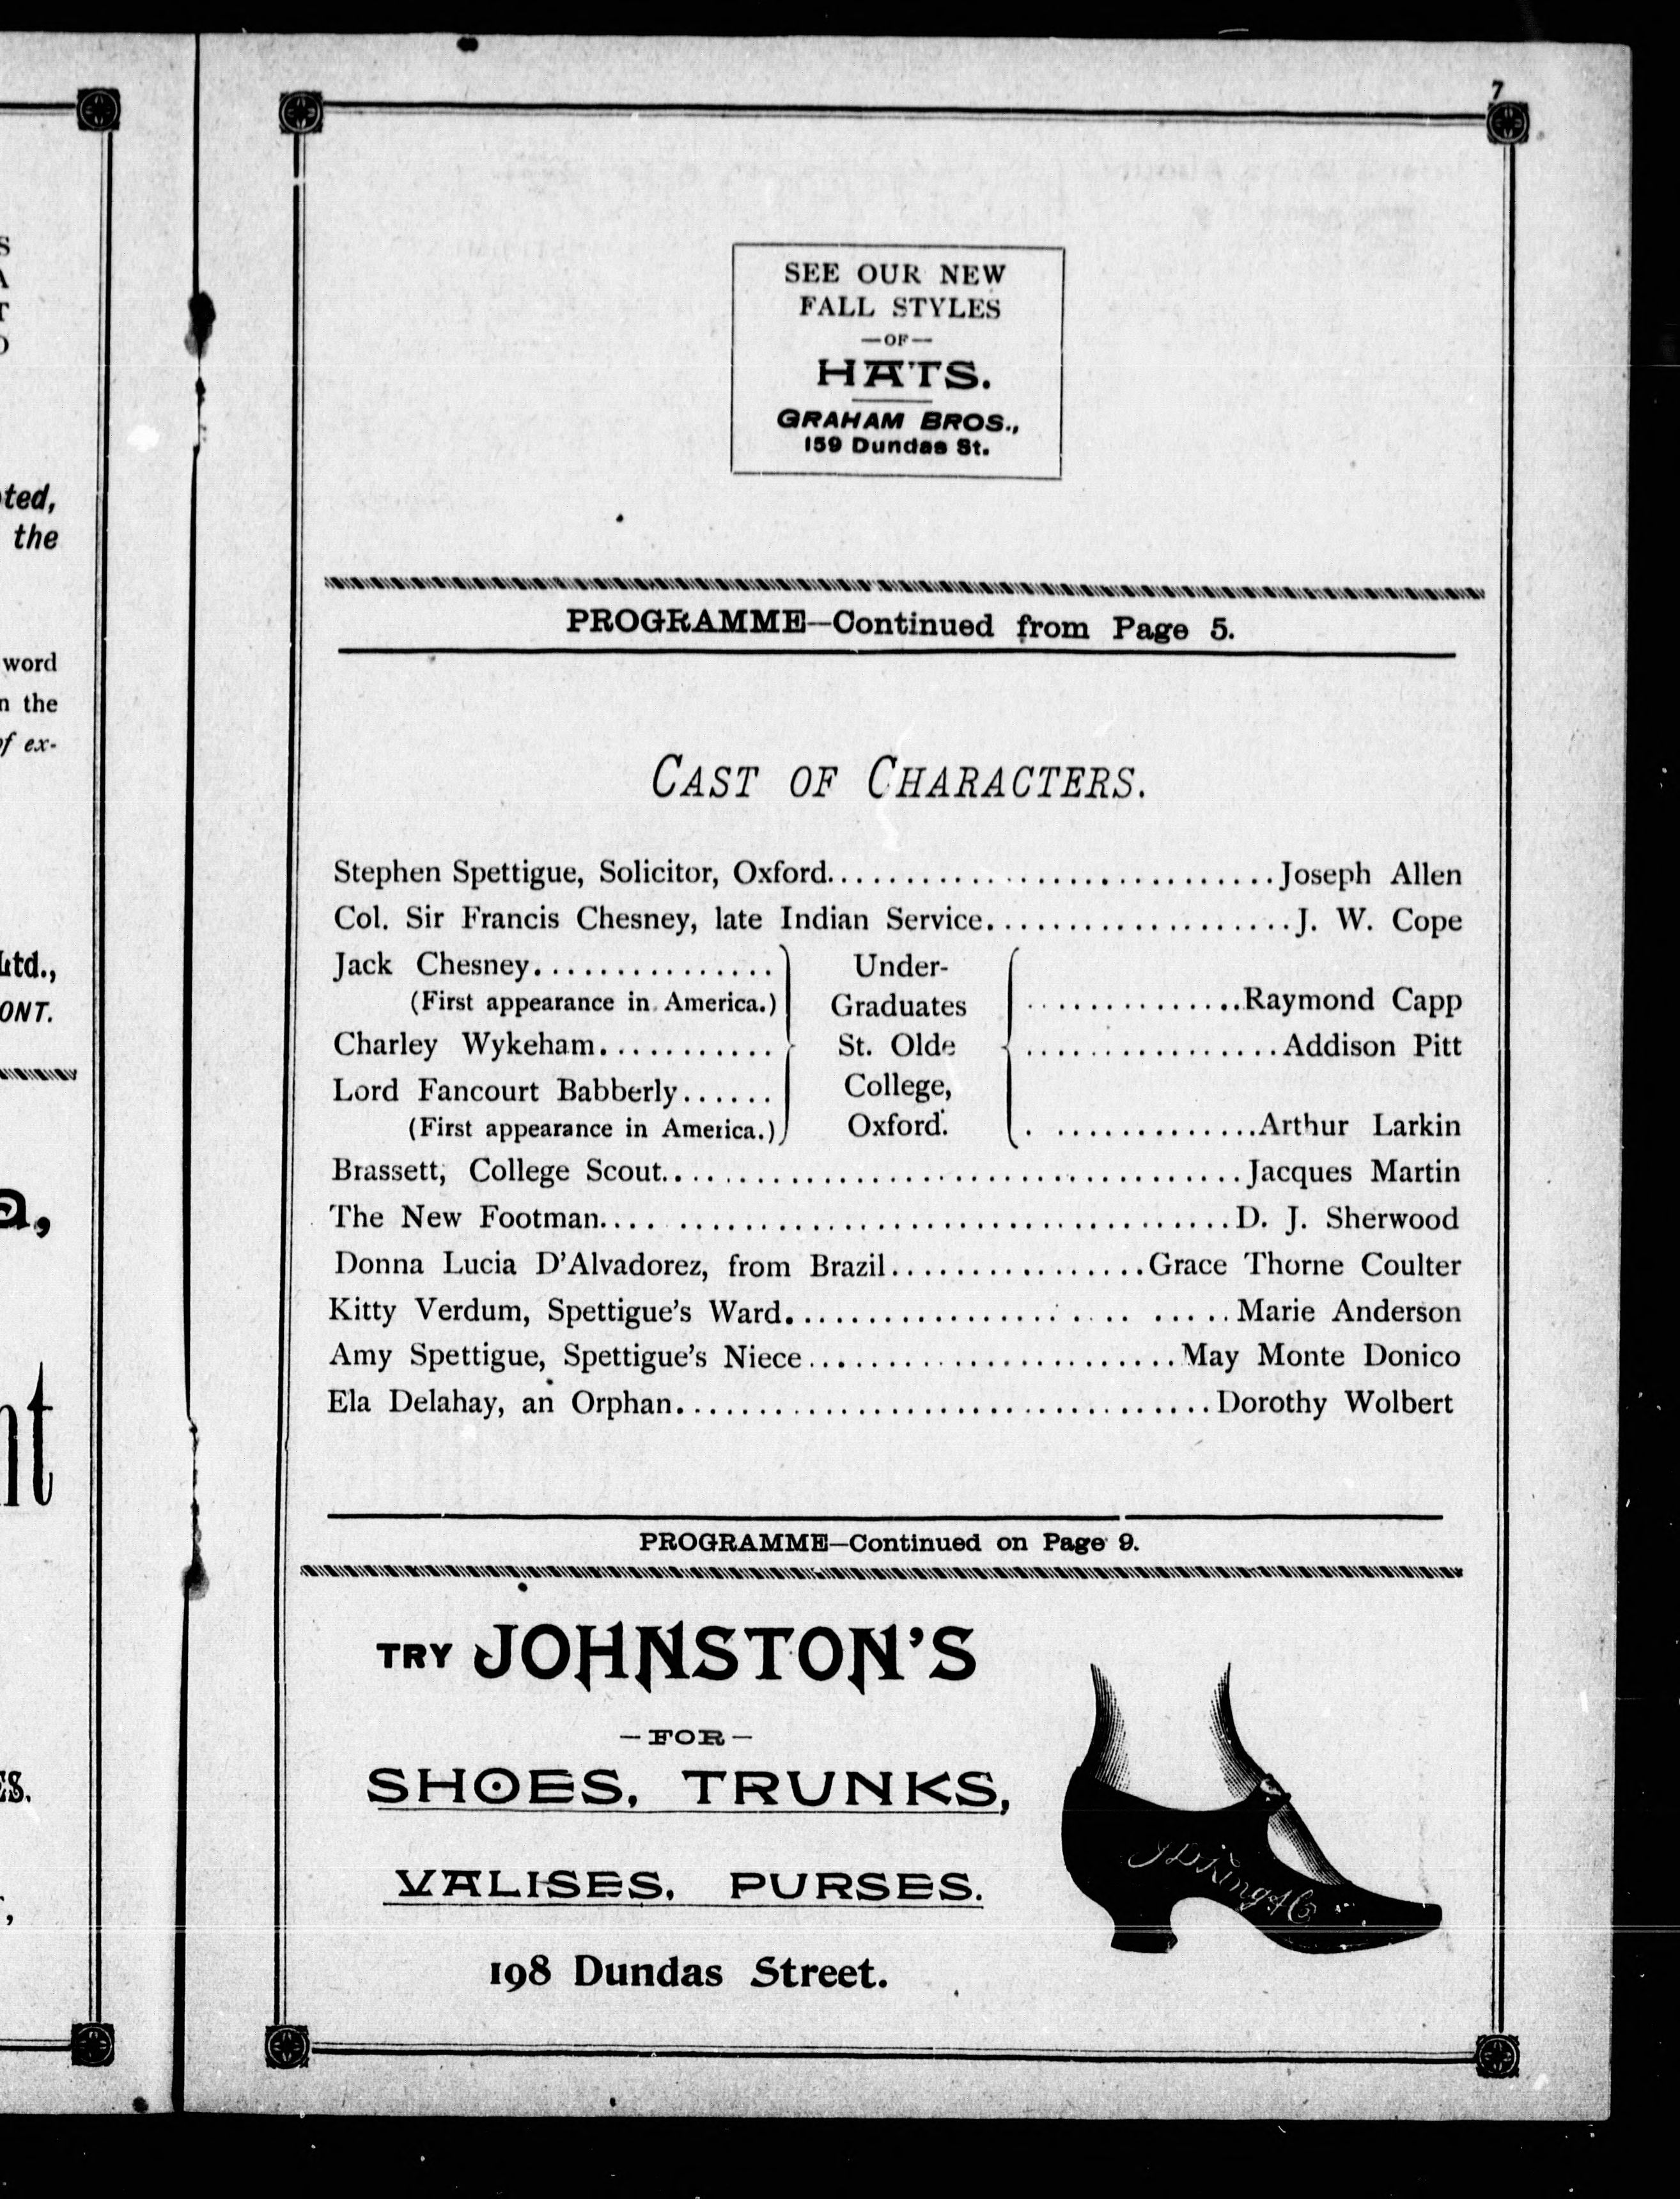 S
A
T
ted,
the
word
n the
of ex-
Ltd.,
ONT.
a,
nt
ES.
7
SEE OUR NEW
FALL STYLES
—OF—
HATS.
GRAHAM BROS.,
159 Dundas St.
PROGRAMME—Continued from Page 5.
CAST OF CHARACTERS.
Stephen Spettigue, Solicitor, Oxford..............................Joseph Allen
Col. Sir Francis Chesney, late Indian Service....................J. W. Cope
Jack Chesney............... Under-
(First appearance in America.) Graduates ...............Raymond Capp
Charley Wykeham........... St. Olde ................Addison Pitt
Lord Fancourt Babberly...... College,
(First appearance in America.) Oxford. ..............Arthur Larkin
Brassett, College Scout......................................Jacques Martin
The New Footman.........................................D. J. Sherwood
Donna Lucia D'Alvadorez, from Brazil................Grace Thorne Coulter
Kitty Verdum, Spettigue's Ward...........................Marie Anderson
Amy Spettigue, Spettigue's Niece........................May Monte Donico
Ela Delahay, an Orphan...................................Dorothy Wolbert
PROGRAMME—Continued on Page 9.
TRY JOHNSTON'S
—FOR—
SHOES, TRUNKS,
VALISES, PURSES.
198 Dundas Street.
J D King & Co